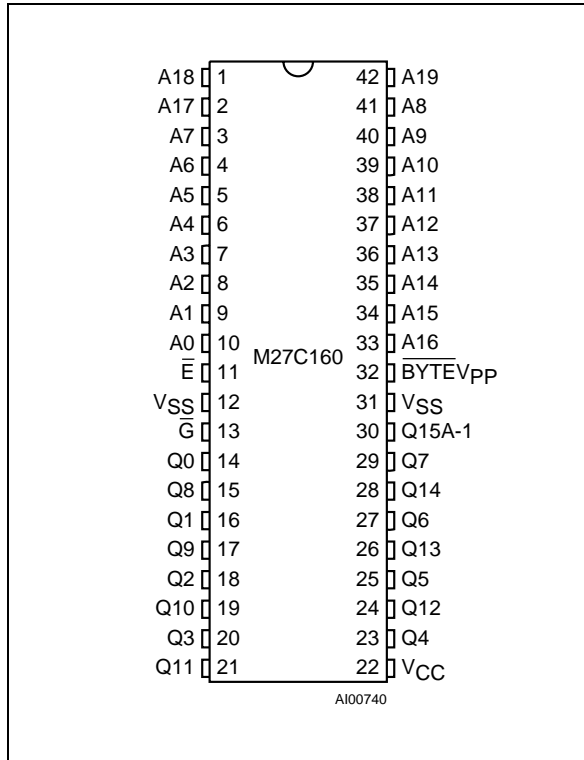 A18 1 42 A19
A17 2 41 A8
A7 3 40 A9
A6 4 39 A10
A5 5 38 A11
A4 6 37 A12
A3 7 36 A13
A2 8 35 A14
A1 9 34 A15
A0 10 33 A16
M27C160
E̅ 11 32 B̅Y̅T̅E̅VPP
VSS 12 31 VSS
G̅ 13 30 Q15A-1
Q0 14 29 Q7
Q8 15 28 Q14
Q1 16 27 Q6
Q9 17 26 Q13
Q2 18 25 Q5
Q10 19 24 Q12
Q3 20 23 Q4
Q11 21 22 VCC
AI00740